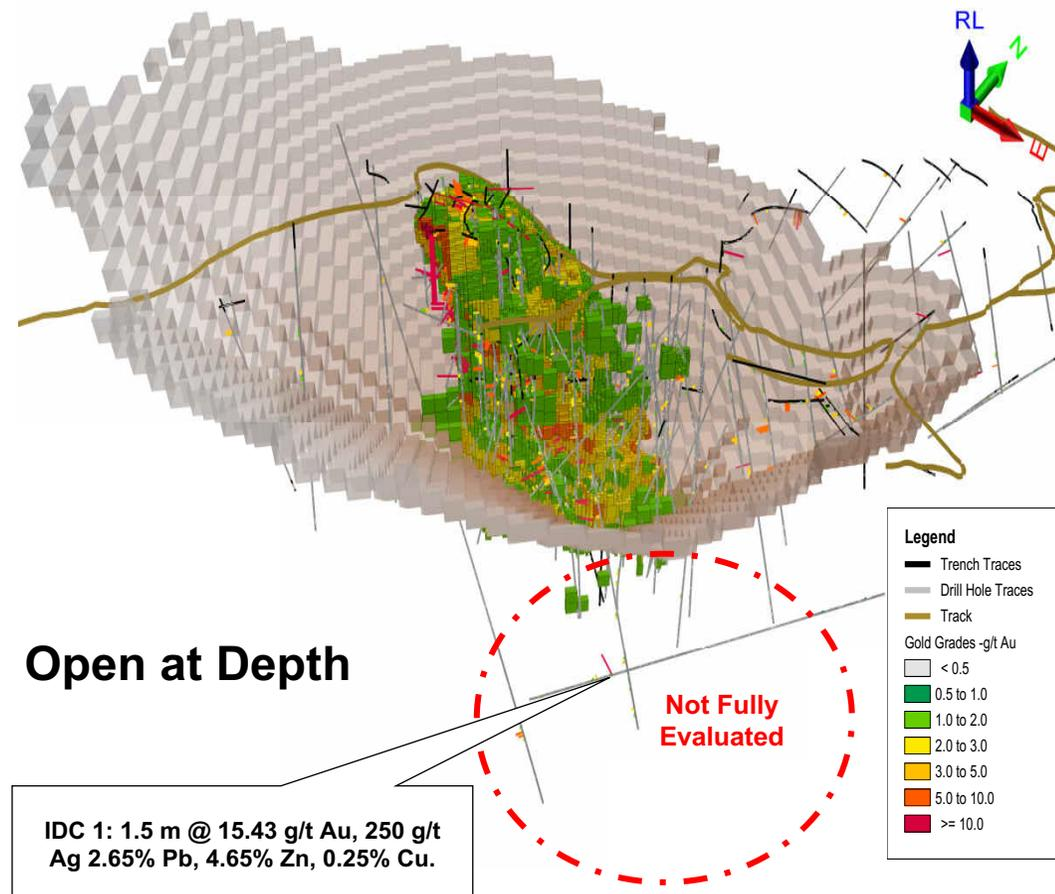 RL
N
E
Open at Depth
Not Fully
Evaluated
IDC 1: 1.5 m @ 15.43 g/t Au, 250 g/t
Ag 2.65% Pb, 4.65% Zn, 0.25% Cu.
Legend
Trench Traces
Drill Hole Traces
Track
Gold Grades -g/t Au
< 0.5
0.5 to 1.0
1.0 to 2.0
2.0 to 3.0
3.0 to 5.0
5.0 to 10.0
>= 10.0